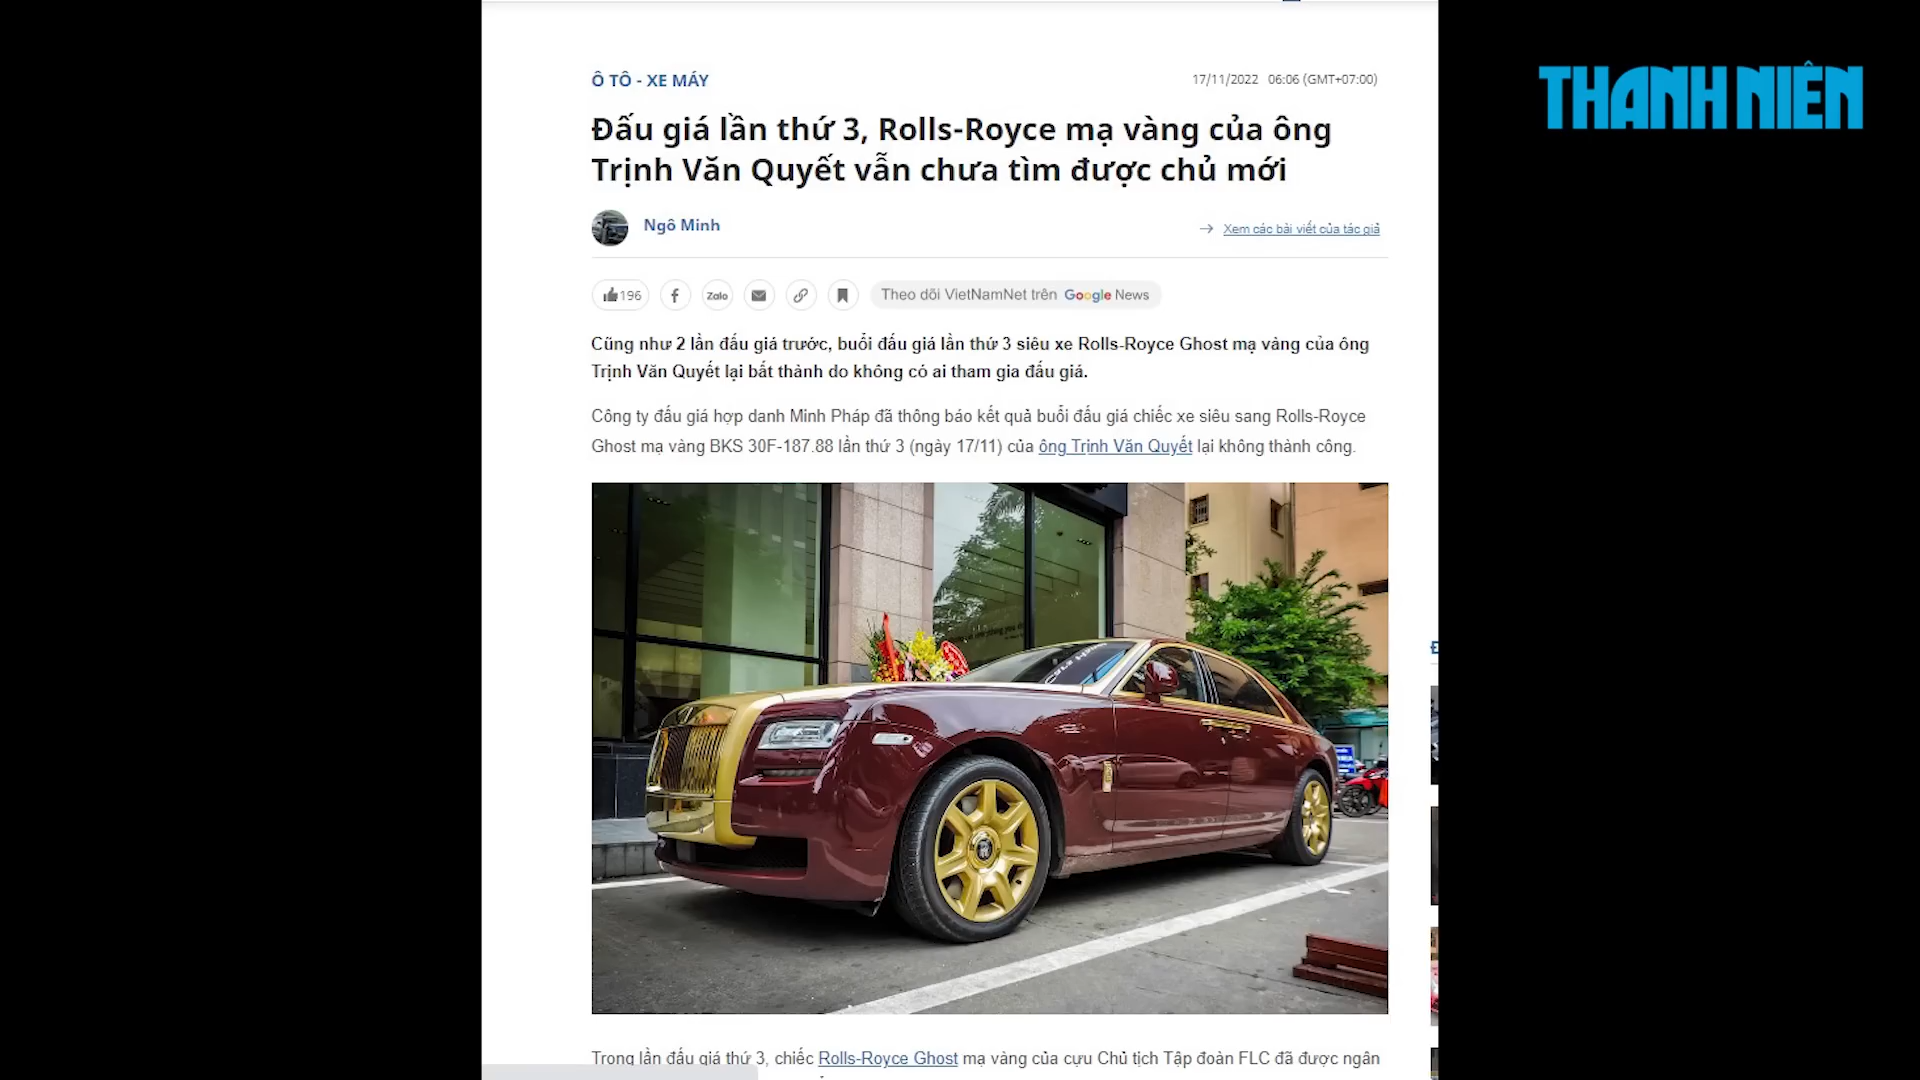 THANH NIÊN
Ô TÔ - XE MÁY
17/11/2022 06:06 (GMT+07:00)
Đấu giá lần thứ 3, Rolls-Royce mạ vàng của ông
Trịnh Văn Quyết vẫn chưa tìm được chủ mới
Ngô Minh
Xem các bài viết của tác giả
196
Zalo
Theo dõi VietNamNet trên Google News
Cũng như 2 lần đấu giá trước, buổi đấu giá lần thứ 3 siêu xe Rolls-Royce Ghost mạ vàng của ông
Trịnh Văn Quyết lại bất thành do không có ai tham gia đấu giá.
Công ty đấu giá hợp danh Minh Pháp đã thông báo kết quả buổi đấu giá chiếc xe siêu sang Rolls-Royce
Ghost mạ vàng BKS 30F-187.88 lần thứ 3 (ngày 17/11) của ông Trịnh Văn Quyết lại không thành công.
Trong lần đấu giá thứ 3, chiếc Rolls-Royce Ghost mạ vàng của cựu Chủ tịch Tập đoàn FLC đã được ngân